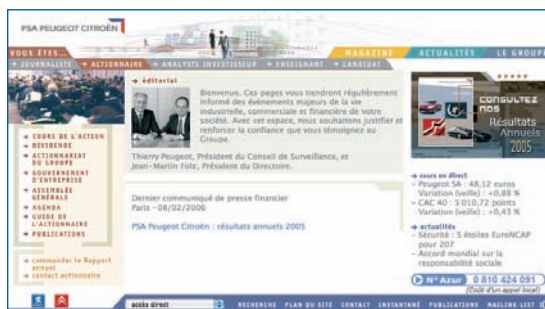 PSA PEUGEOT CITROËN
VOUS ÊTES...
MAGAZINE
ACTUALITÉS
LE GROUPE
JOURNALISTE
ACTIONNAIRE
ANALYSTE INVESTISSEUR
ENSEIGNANT
CANDIDAT
COURS DE L'ACTION
DIVIDENDE
ACTIONNARIAT
DU GROUPE
GOUVERNEMENT
D'ENTREPRISE
ASSEMBLÉE
GÉNÉRALE
AGENDA
GUIDE DE
L'ACTIONNAIRE
PUBLICATIONS
commander le Rapport
annuel
contact actionnaire
éditorial
Bienvenue. Ces pages vous tiendront régulièrement
informé des évènements majeurs de la vie
industrielle, commerciale et financière de votre
société. Avec cet espace, nous souhaitons justifier et
renforcer la confiance que vous témoignez au
Groupe.
Thierry Peugeot, Président du Conseil de Surveillance, et
Jean-Martin Folz, Président du Directoire.
Dernier communiqué de presse financier
Paris -08/02/2006
PSA Peugeot Citroën : résultats annuels 2005
CONSULTEZ
NOS
Résultats
Annuels
2005
cours en direct
- Peugeot SA : 48,12 euros
Variation (veille) : +0,88 %
- CAC 40 : 5 010,72 points
Variation (veille) : +0,43 %
actualités
- Sécurité : 5 étoiles EuroNCAP
pour 207
- Accord mondial sur la
responsabilité sociale
N° Azur 0 810 424 091
(Coût d'un appel local)
accès direct
RECHERCHE
PLAN DU SITE
CONTACT
INSTANTANÉ
PUBLICATIONS
MAILING LIST